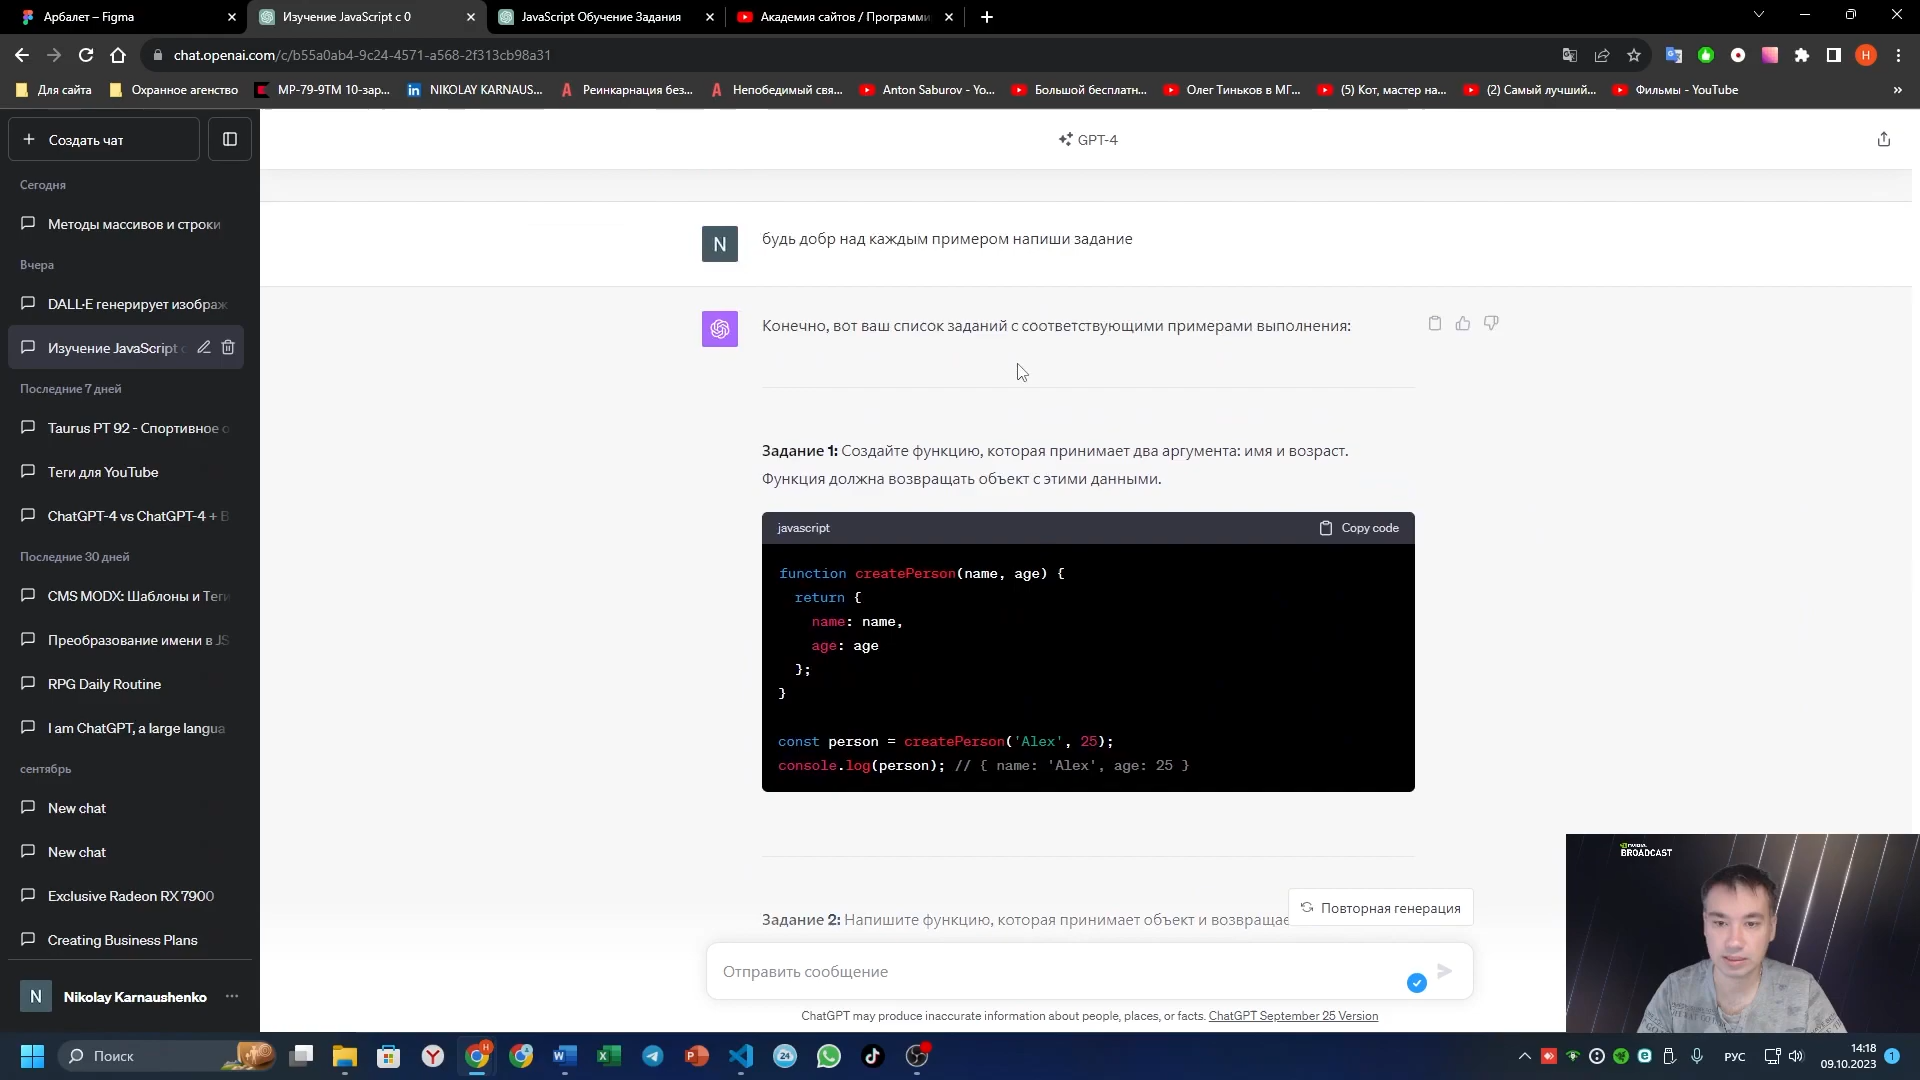 Арбалет – Figma
Изучение JavaScript с 0
JavaScript Обучение Задания
Академия сайтов / Программи
chat.openai.com/c/b55a0ab4-9c24-4571-a568-2f313cb98a31
Для сайта
Охранное агенство
МР-79-9ТМ 10-зар...
NIKOLAY KARNAUS...
Реинкарнация без...
Непобедимый свя...
Anton Saburov - Yo...
Большой бесплатн...
Олег Тиньков в МГ...
(5) Кот, мастер на...
(2) Самый лучший...
Фильмы - YouTube
»
+ Создать чат
GPT-4
Сегодня
Методы массивов и строки
Вчера
DALL·E генерирует изображ
Изучение JavaScript с
Последние 7 дней
Taurus PT 92 - Спортивное о
Теги для YouTube
ChatGPT-4 vs ChatGPT-4 + B
Последние 30 дней
CMS MODX: Шаблоны и Теги
Преобразование имени в JS
RPG Daily Routine
I am ChatGPT, a large langua
сентябрь
New chat
New chat
Exclusive Radeon RX 7900
Creating Business Plans
N
Nikolay Karnaushenko
N
будь добр над каждым примером напиши задание
Конечно, вот ваш список заданий с соответствующими примерами выполнения:
Задание 1: Создайте функцию, которая принимает два аргумента: имя и возраст.
Функция должна возвращать объект с этими данными.
javascript
Copy code
function createPerson(name, age) {
return {
name: name,
age: age
};
}
const person = createPerson('Alex', 25);
console.log(person); // { name: 'Alex', age: 25 }
Задание 2: Напишите функцию, которая принимает объект и возвращае
Повторная генерация
Отправить сообщение
ChatGPT may produce inaccurate information about people, places, or facts. ChatGPT September 25 Version
NVIDIA
BROADCAST
Поиск
24
РУС
14:18
09.10.2023
1